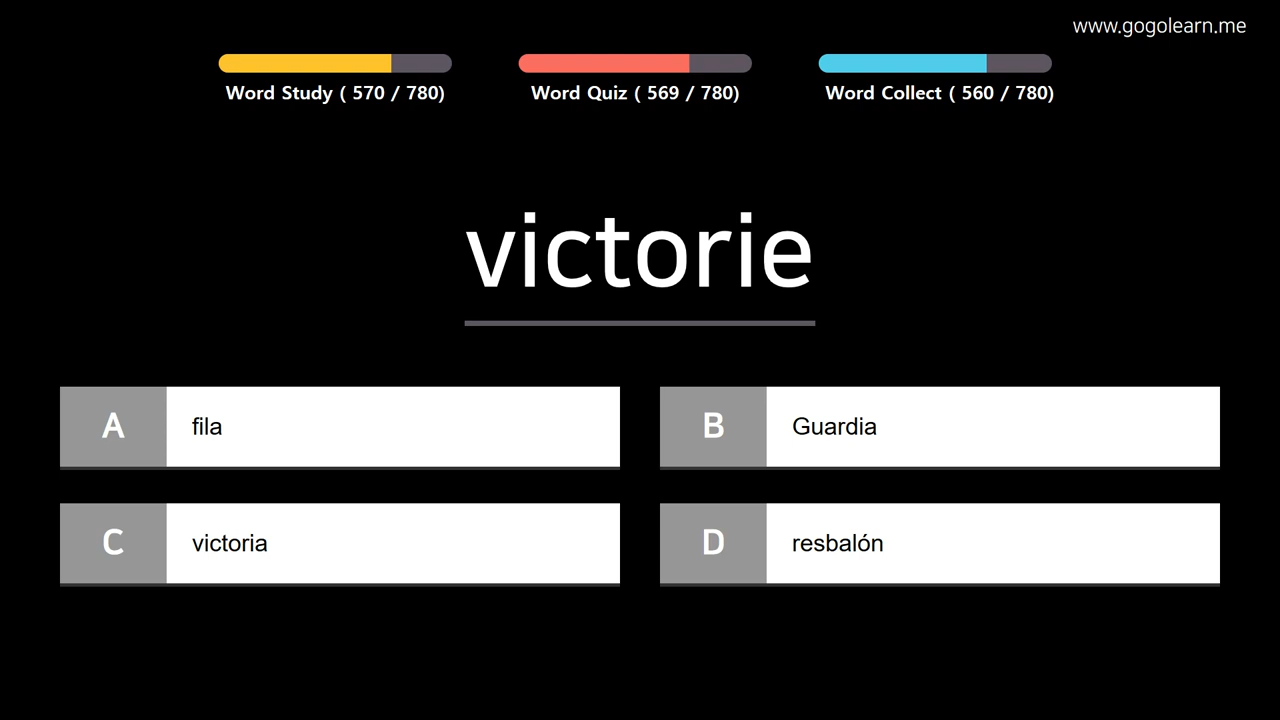 www.gogolearn.me
Word Study ( 570 / 780)
Word Quiz ( 569 / 780)
Word Collect ( 560 / 780)
victorie
A fila
B Guardia
C victoria
D resbalón